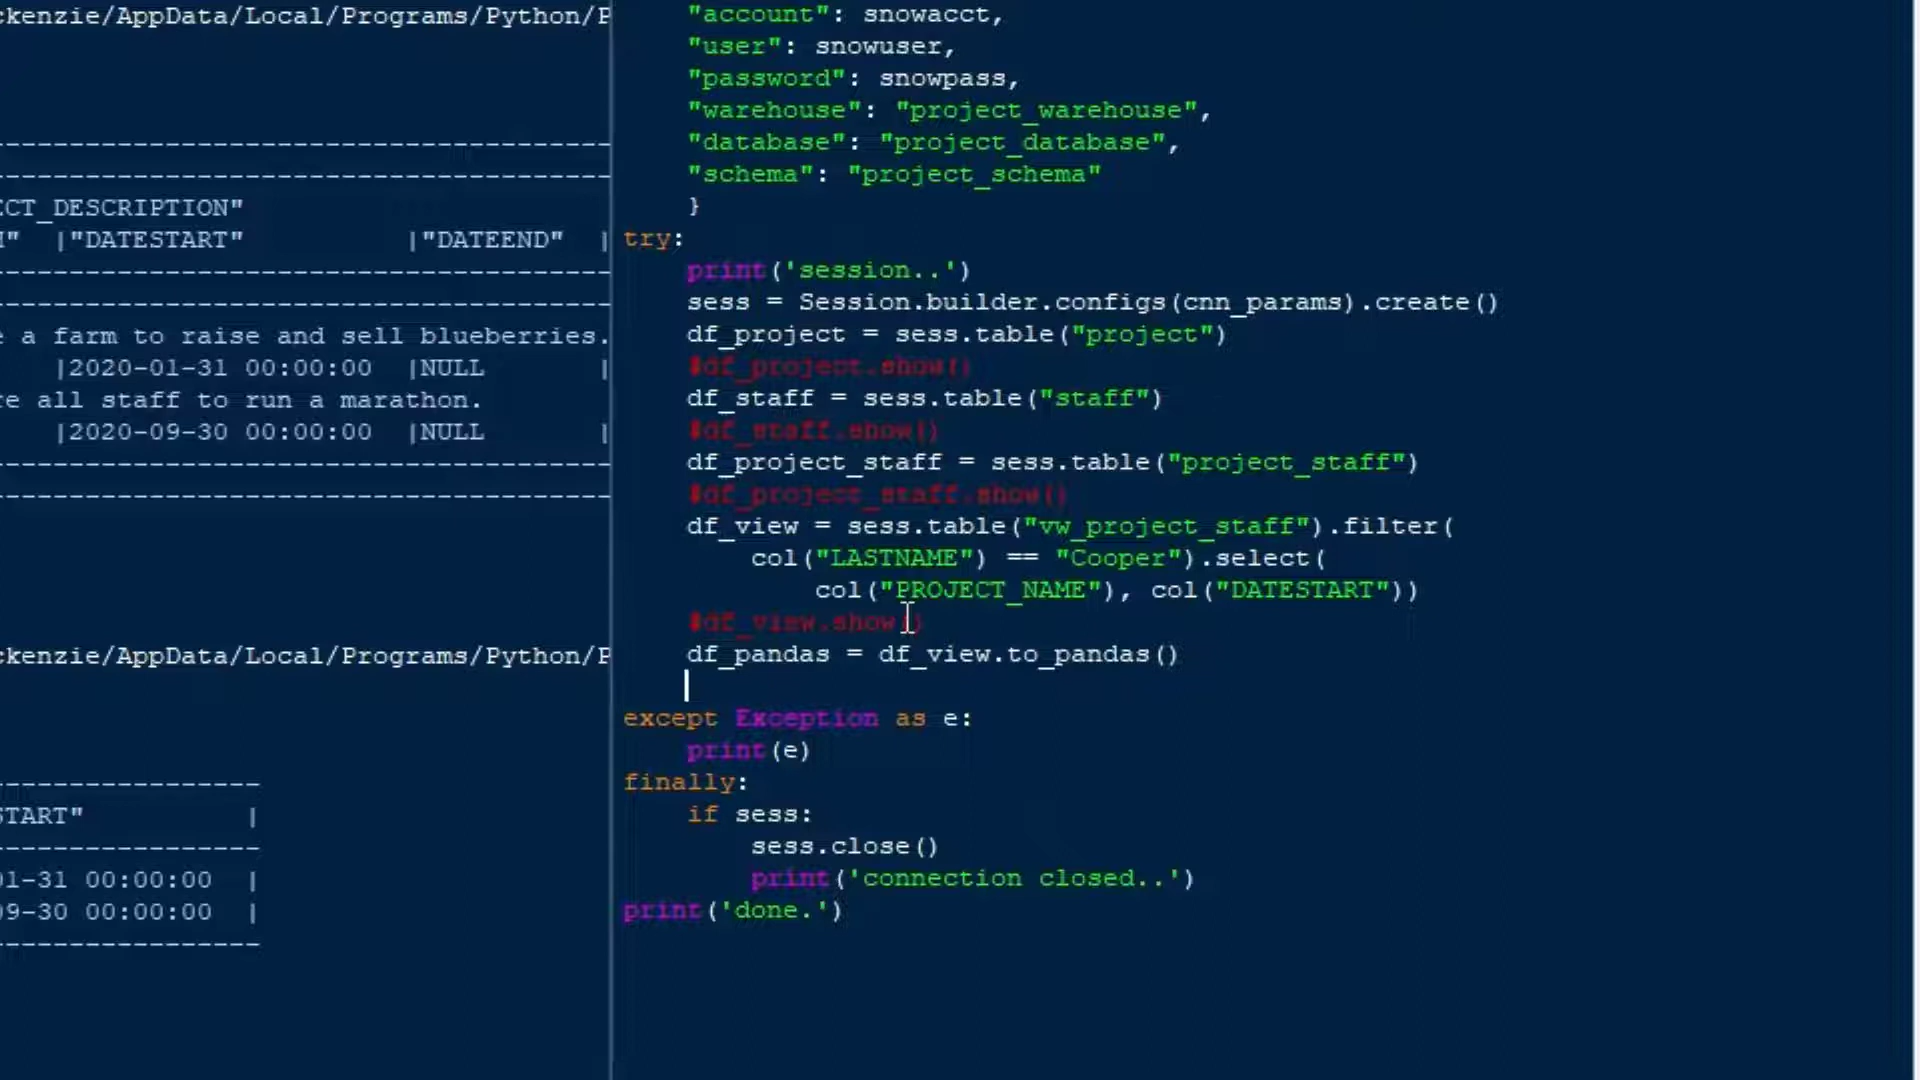 ckenzie/AppData/Local/Programs/Python/P
CT_DESCRIPTION"
" |"DATESTART" |"DATEEND" |
e a farm to raise and sell blueberries.
|2020-01-31 00:00:00 |NULL |
re all staff to run a marathon.
|2020-09-30 00:00:00 |NULL |
ckenzie/AppData/Local/Programs/Python/P
START" |
01-31 00:00:00 |
09-30 00:00:00 |
"account": snowacct,
"user": snowuser,
"password": snowpass,
"warehouse": "project_warehouse",
"database": "project_database",
"schema": "project_schema"
}
try:
print('session..')
sess = Session.builder.configs(cnn_params).create()
df_project = sess.table("project")
#df_project.show()
df_staff = sess.table("staff")
#df_staff.show()
df_project_staff = sess.table("project_staff")
#df_project_staff.show()
df_view = sess.table("vw_project_staff").filter(
col("LASTNAME") == "Cooper").select(
col("PROJECT_NAME"), col("DATESTART"))
#df_view.show()
df_pandas = df_view.to_pandas()
except Exception as e:
print(e)
finally:
if sess:
sess.close()
print('connection closed..')
print('done.')